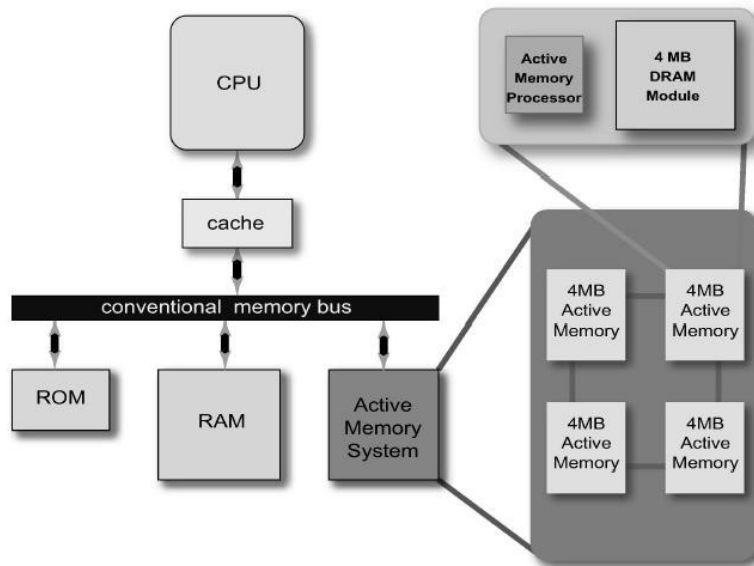 CPU
Active
Memory
Processor
4 MB
DRAM
Module
cache
conventional memory bus
ROM
RAM
Active
Memory
System
4MB
Active
Memory
4MB
Active
Memory
4MB
Active
Memory
4MB
Active
Memory